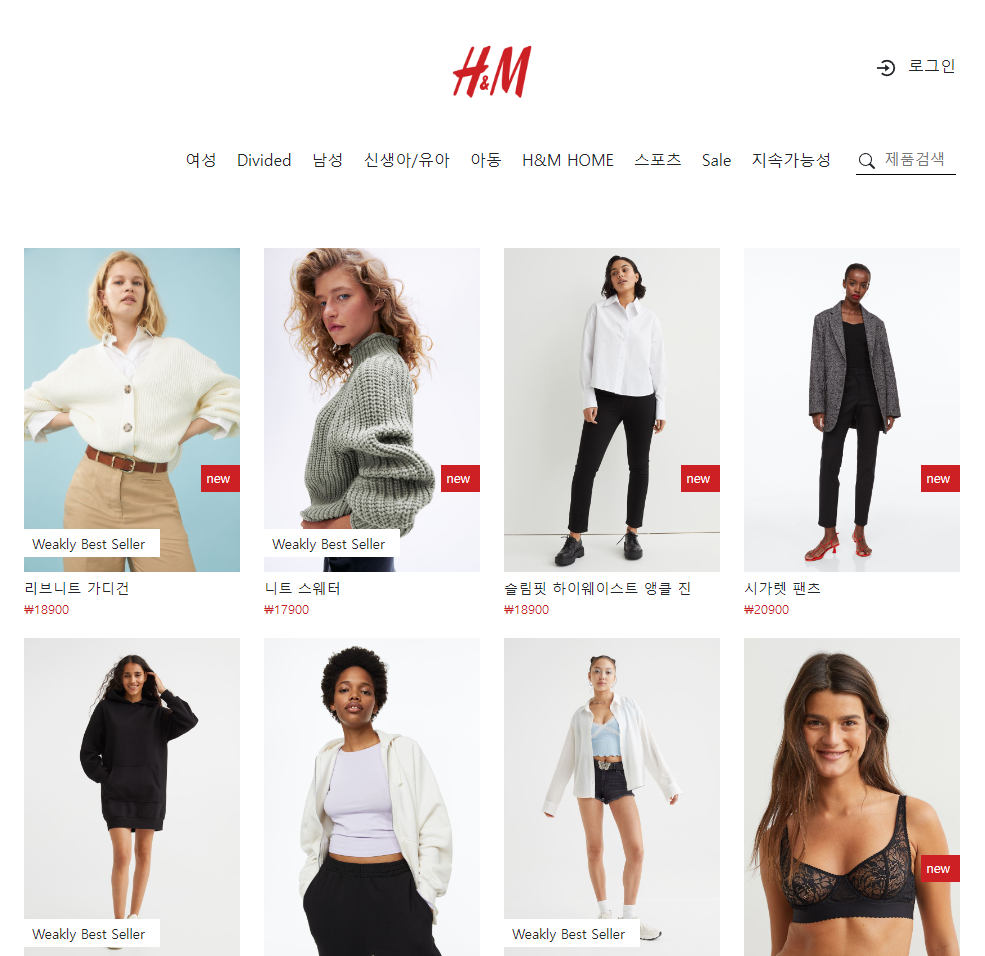 H&M
로그인
여성 Divided 남성 신생아/유아 아동 H&M HOME 스포츠 Sale 지속가능성 제품검색
new new new new
Weakly Best Seller Weakly Best Seller
리브니트 가디건 니트 스웨터 슬림핏 하이웨이스트 앵클 진 시가렛 팬츠
₩18900 ₩17900 ₩18900 ₩20900
new
Weakly Best Seller Weakly Best Seller